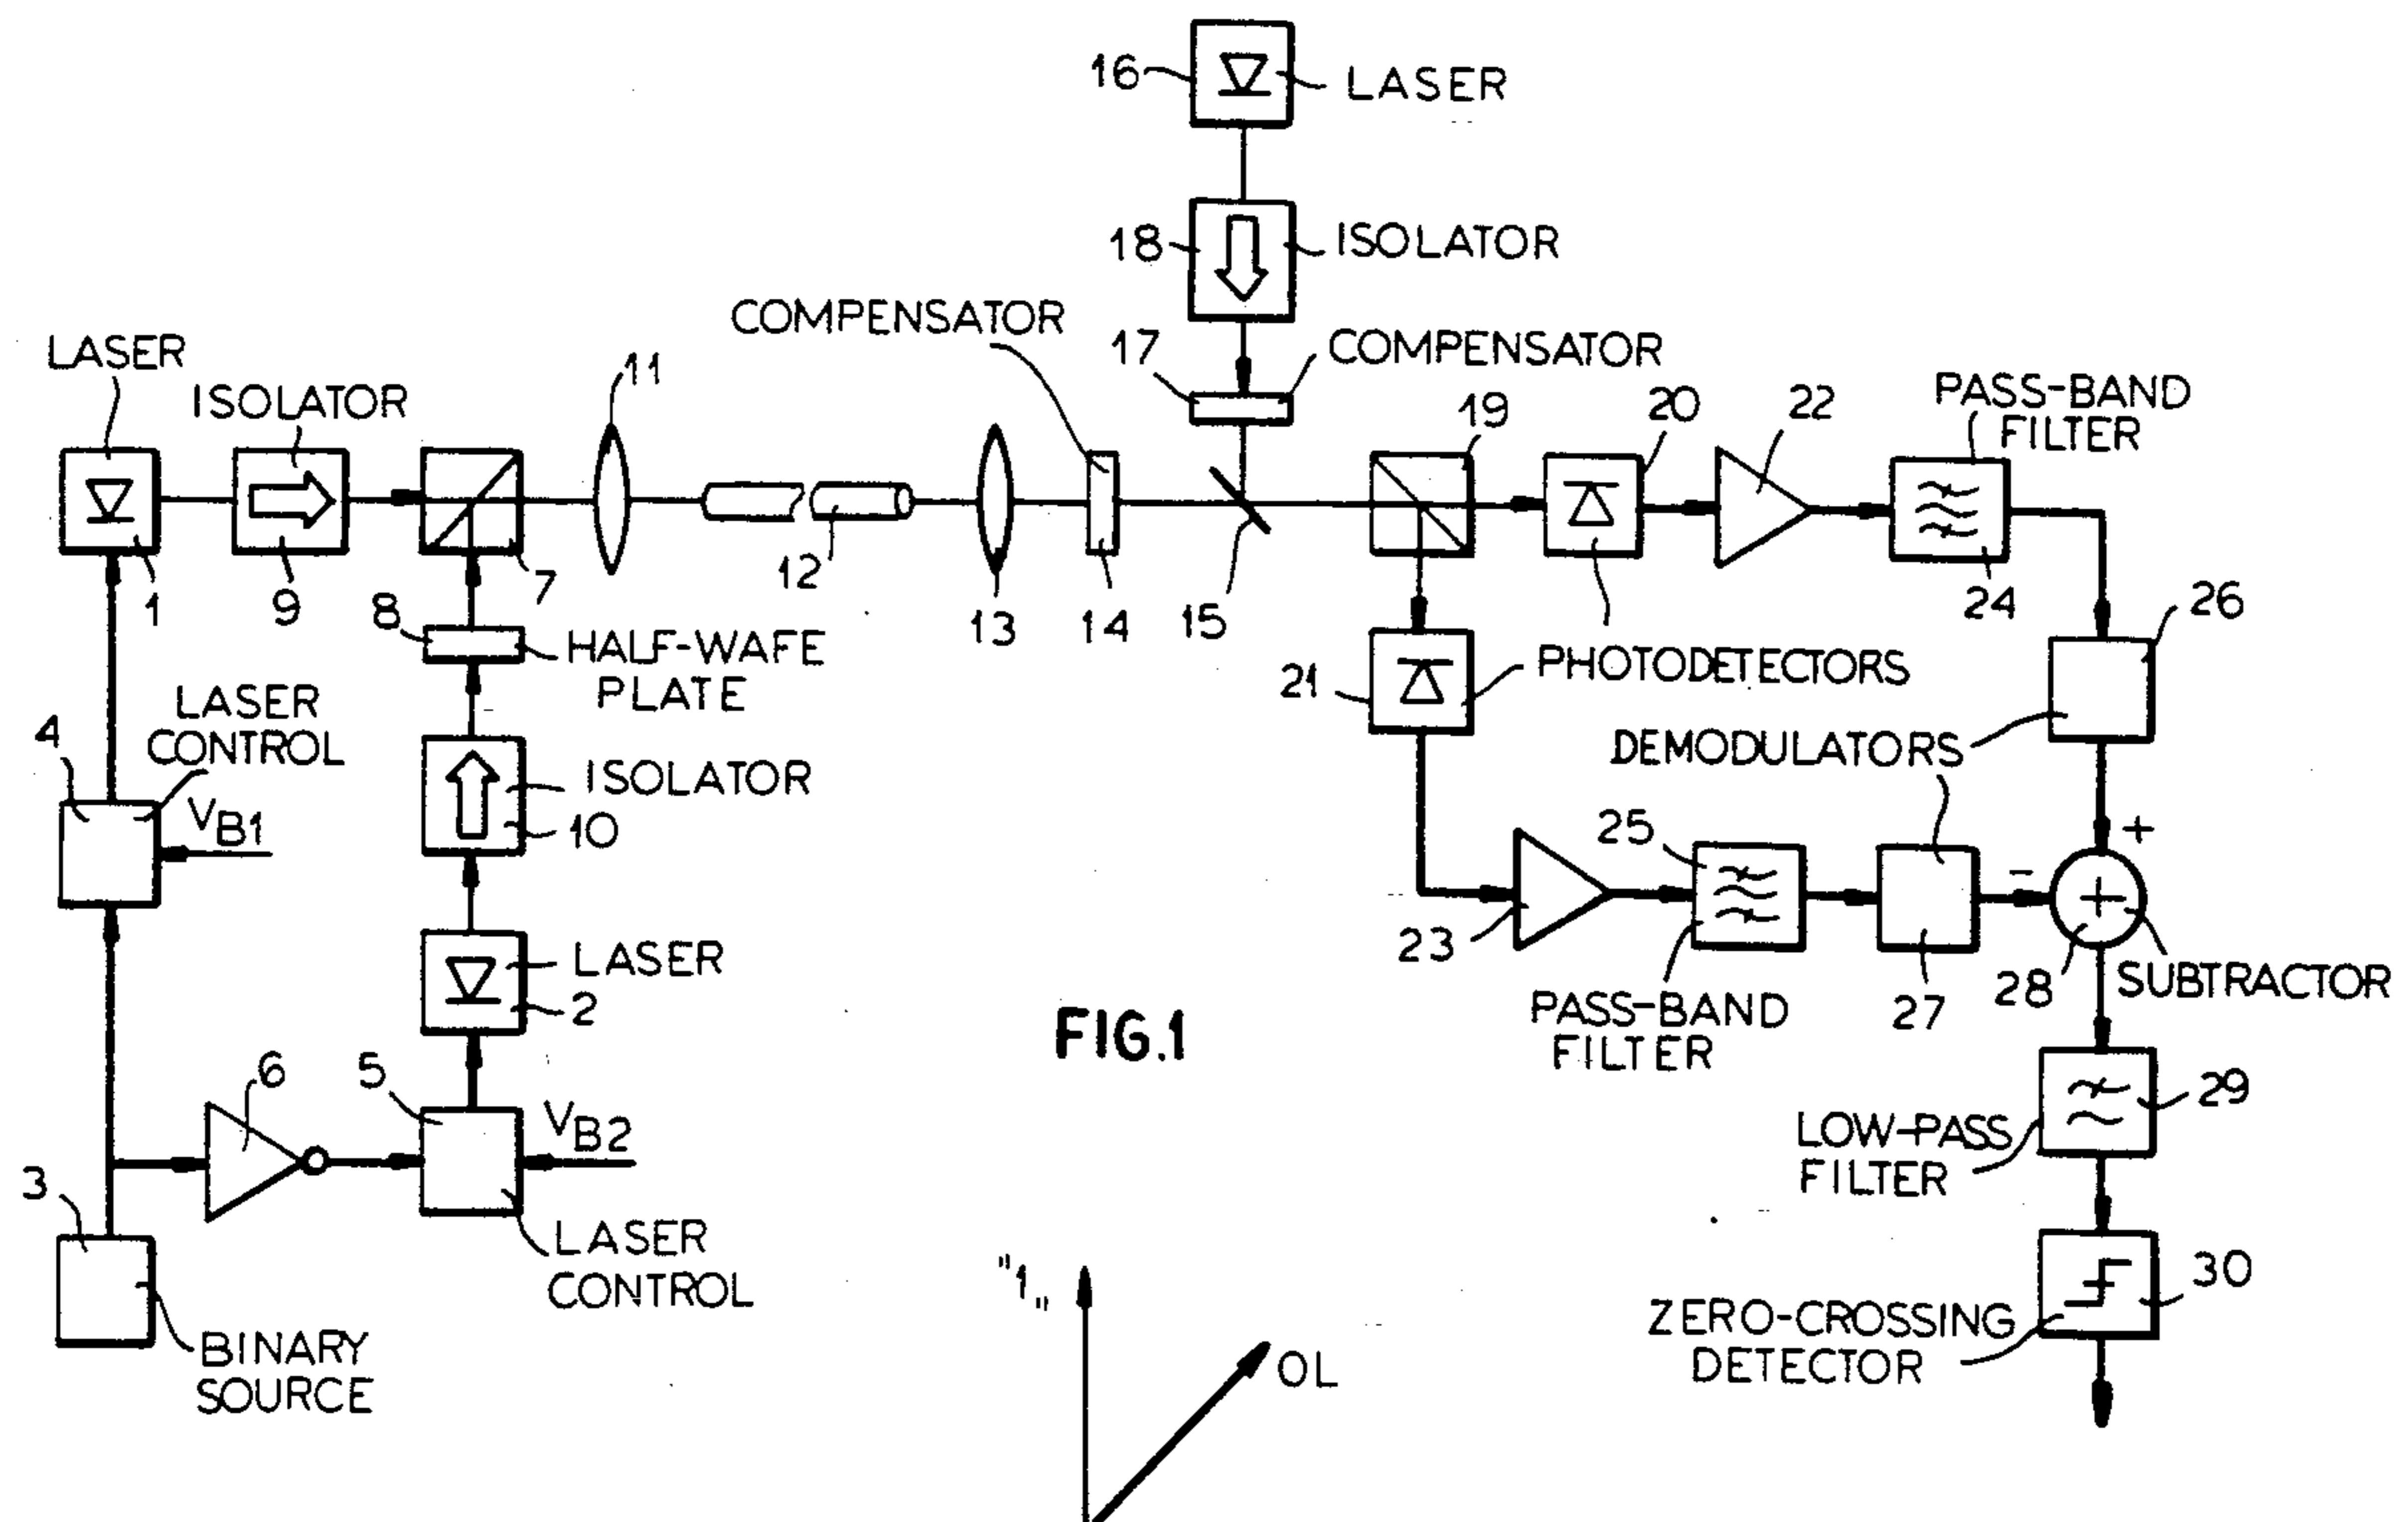 16
LASER
18
ISOLATOR
COMPENSATOR
17
COMPENSATOR
LASER
ISOLATOR
11
19
20
22
PASS-BAND
FILTER
1
9
7
12
13
14
15
24
26
8
HALF-WAFE
PLATE
21
PHOTODETECTORS
LASER
CONTROL
4
DEMODULATORS
VB1
ISOLATOR
10
25
+
-
23
LASER
2
PASS-BAND
FILTER
27
28
SUBTRACTOR
FIG.1
6
5
VB2
29
LOW-PASS
FILTER
3
LASER
CONTROL
"1"
30
ZERO-CROSSING
DETECTOR
BINARY
SOURCE
OL